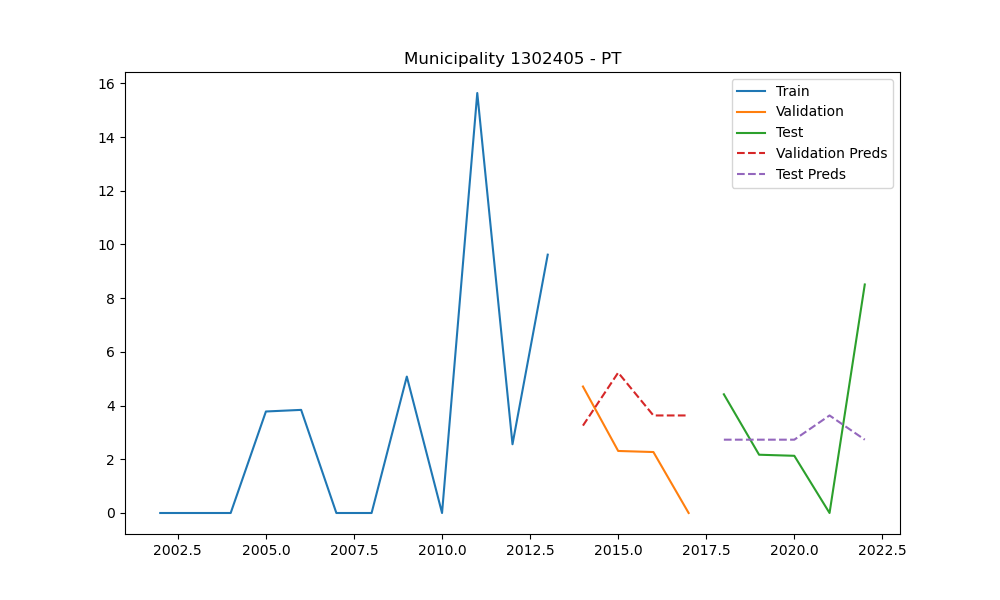 Municipality 1302405 - PT
16
14
12
10
8
6
4
2
0
2002.5 2005.0 2007.5 2010.0 2012.5 2015.0 2017.5 2020.0 2022.5
Train
Validation
Test
Validation Preds
Test Preds